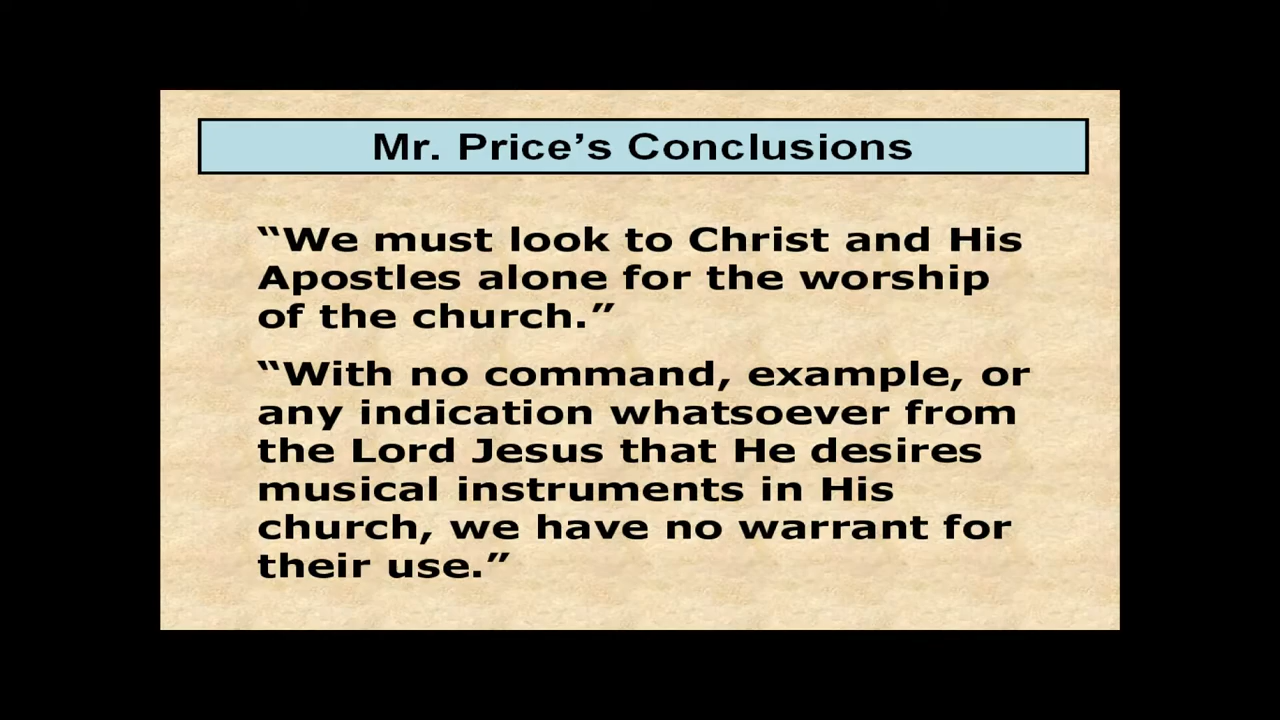 Mr. Price’s Conclusions
“We must look to Christ and His
Apostles alone for the worship
of the church.”
“With no command, example, or
any indication whatsoever from
the Lord Jesus that He desires
musical instruments in His
church, we have no warrant for
their use.”